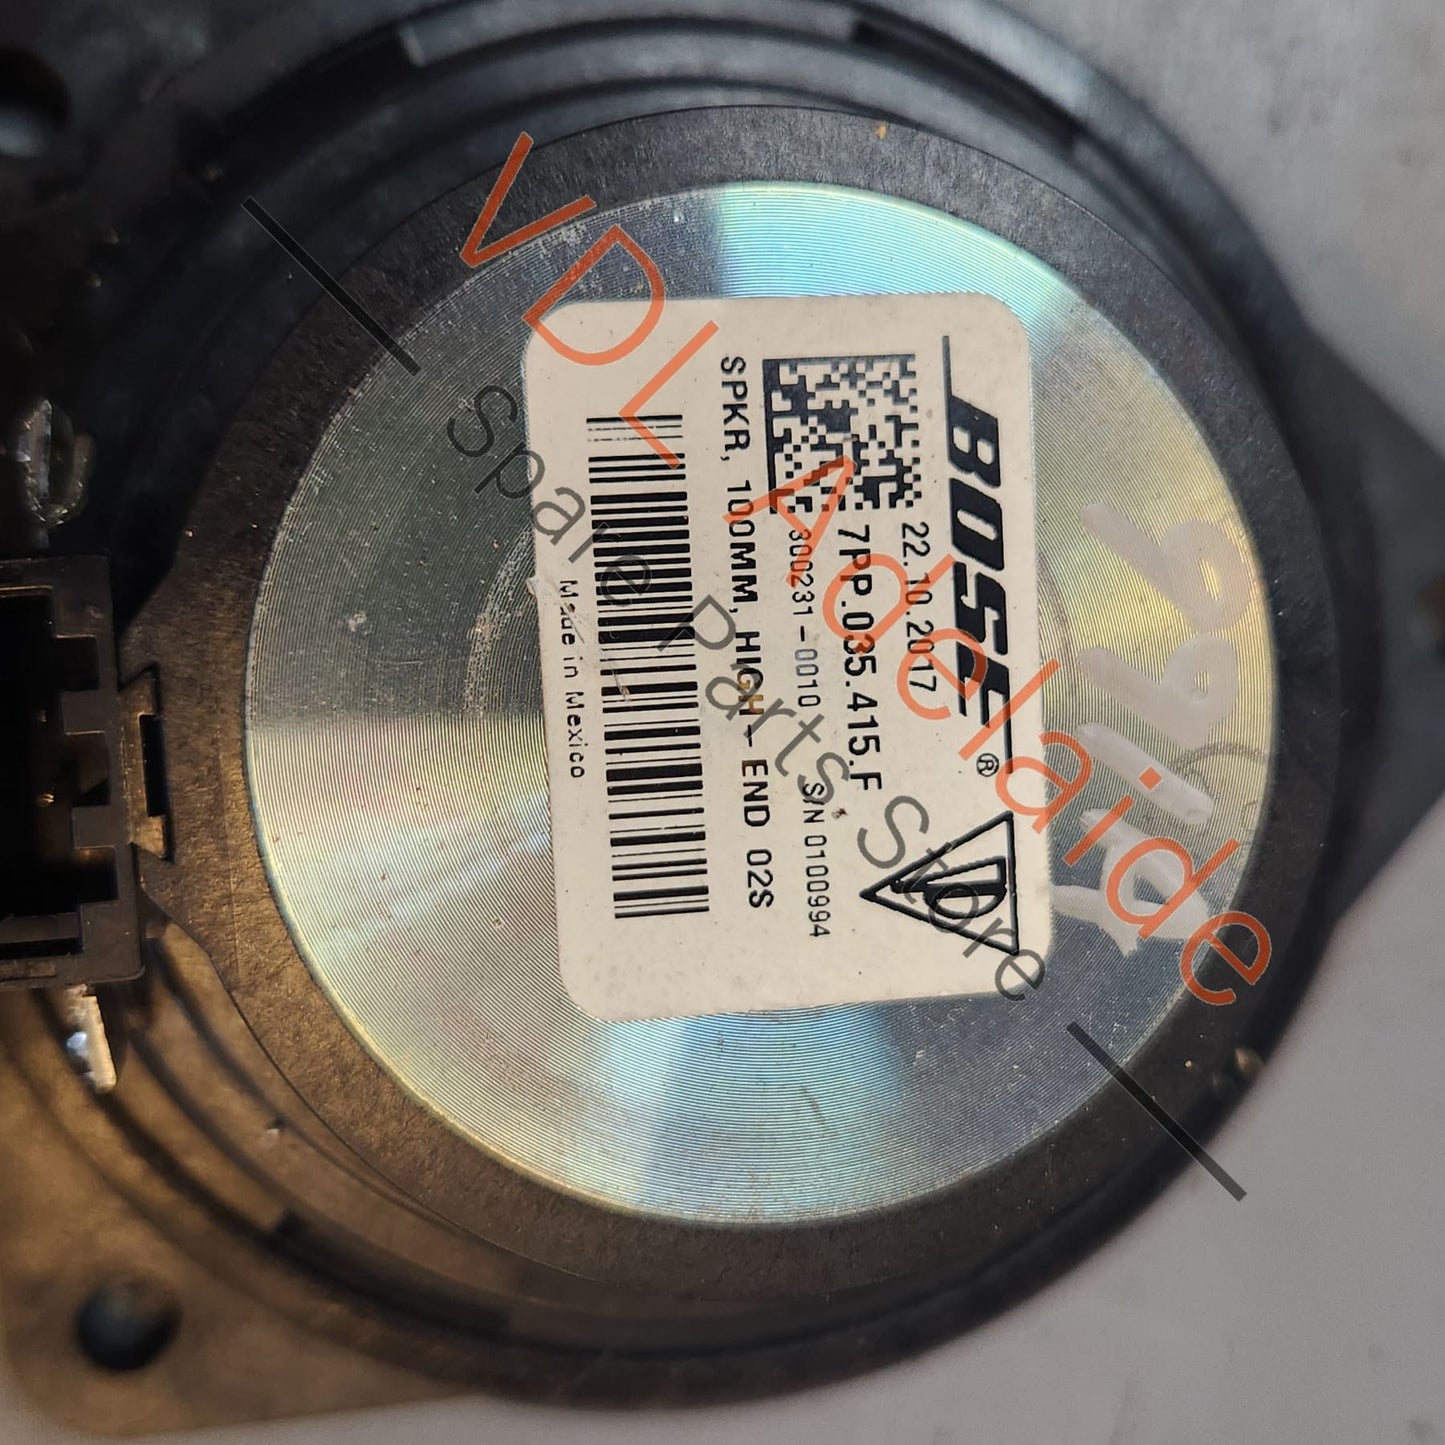 BOSE®
22.10.2017
7PP.035.415.F
300231-0010 S/N 0100994
SPKR, 100MM, HIGH-END 02S
Made in Mexico
VDL Adelaide
Spare Parts Store